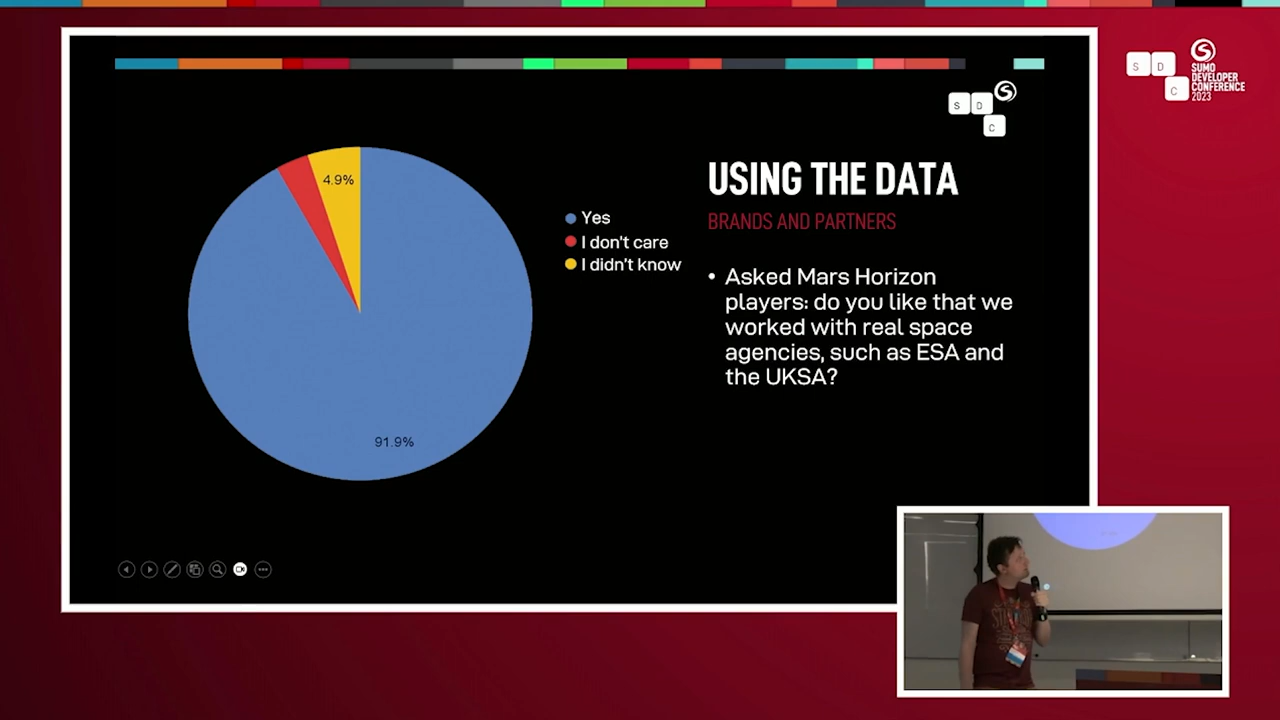 S D C
SUMO
DEVELOPER
CONFERENCE
2023
S D C
USING THE DATA
BRANDS AND PARTNERS
• Asked Mars Horizon
players: do you like that we
worked with real space
agencies, such as ESA and
the UKSA?
4.9%
91.9%
Yes
I don't care
I didn't know